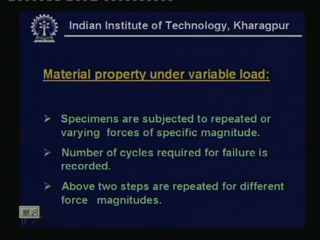 Indian Institute of Technology, Kharagpur
Material property under variable load:
Specimens are subjected to repeated or
varying forces of specific magnitude.
Number of cycles required for failure is
recorded.
Above two steps are repeated for different
force magnitudes.